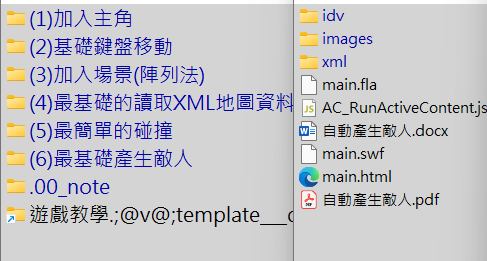 (1)加入主角
(2)基礎鍵盤移動
(3)加入場景(陣列法)
(4)最基礎的讀取XML地圖資料
(5)最簡單的碰撞
(6)最基礎產生敵人
.00_note
遊戲教學.;@v@;template___c
idv
images
xml
main.fla
AC_RunActiveContent.js
自動產生敵人.docx
main.swf
main.html
自動產生敵人.pdf